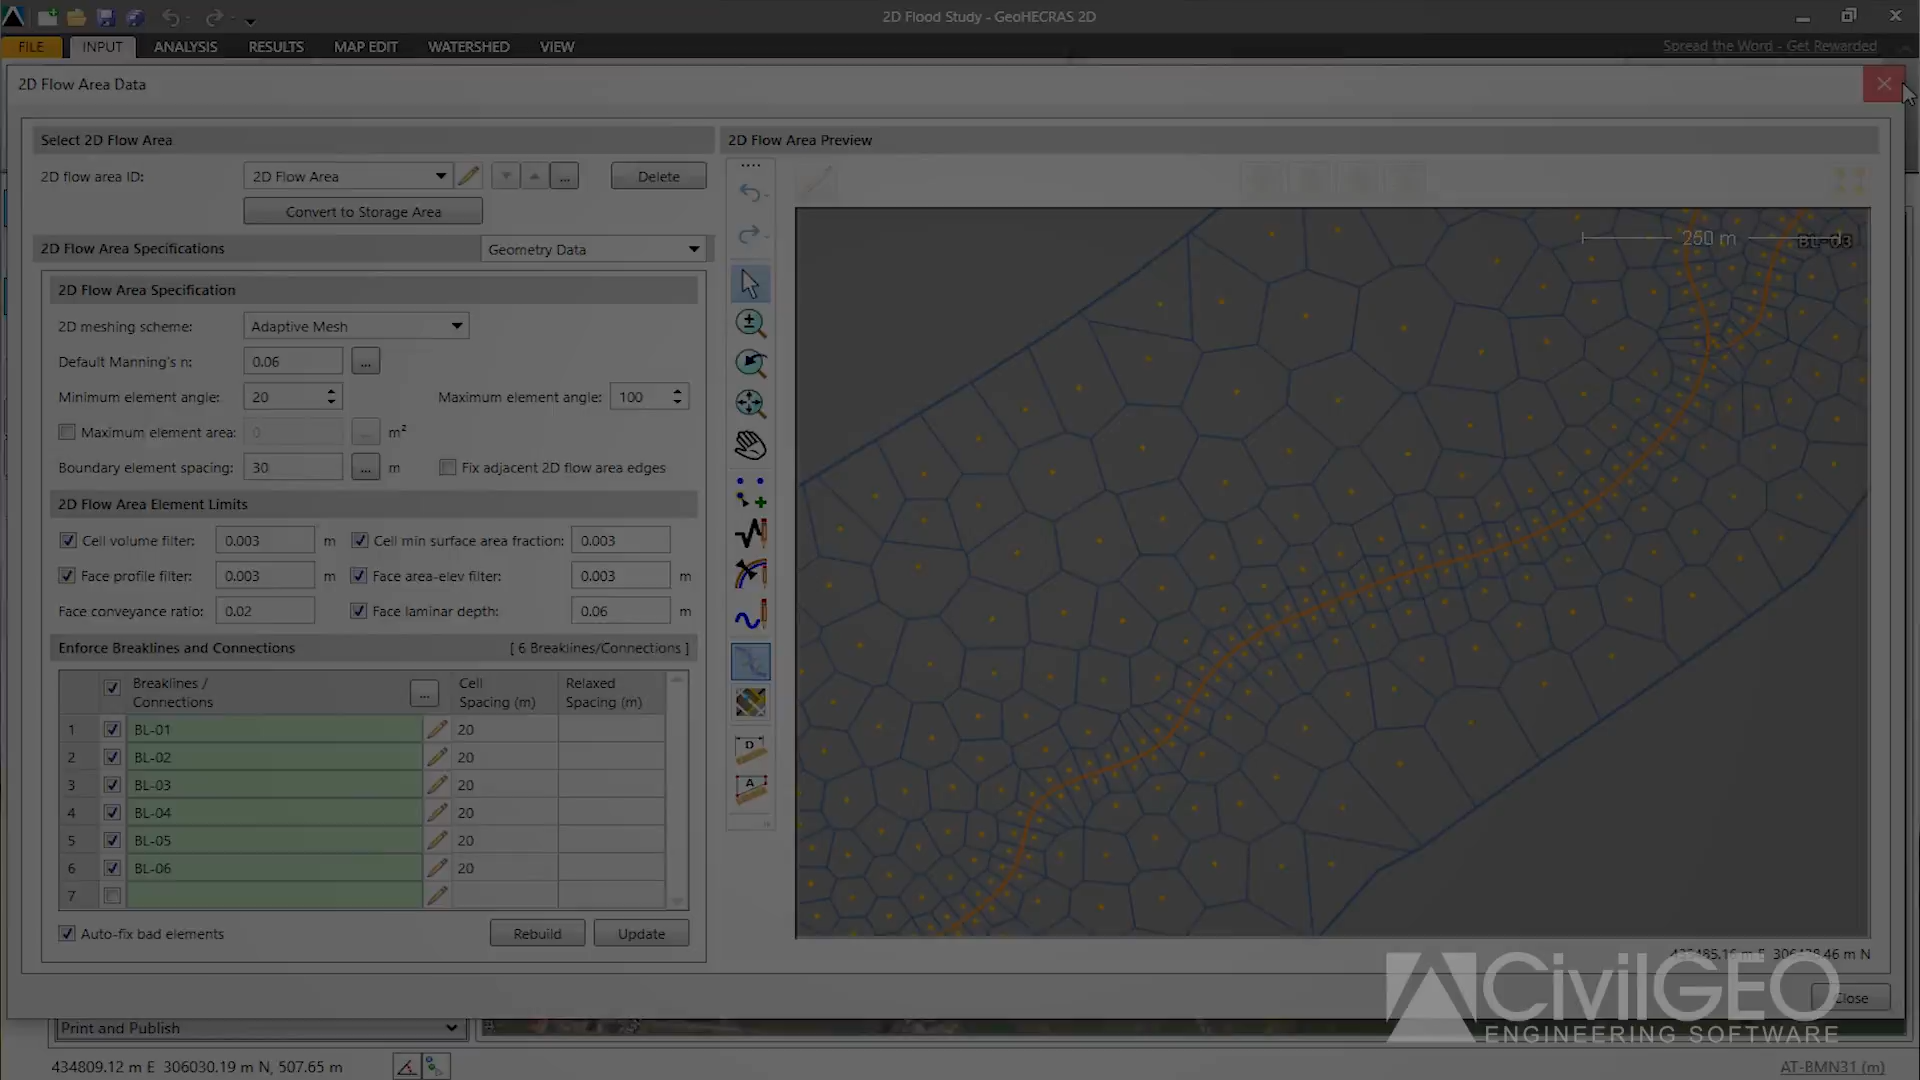 2D Flood Study - GeoHECRAS 2D
FILE INPUT ANALYSIS RESULTS MAP EDIT WATERSHED VIEW
Spread the Word - Get Rewarded
2D Flow Area Data
Select 2D Flow Area
2D flow area ID: 2D Flow Area ... Delete
Convert to Storage Area
2D Flow Area Specifications Geometry Data
2D Flow Area Specification
2D meshing scheme: Adaptive Mesh
Default Manning's n: 0.06 ...
Minimum element angle: 20 Maximum element angle: 100
Maximum element area: 0 ... m²
Boundary element spacing: 30 ... m Fix adjacent 2D flow area edges
2D Flow Area Element Limits
Cell volume filter: 0.003 m Cell min surface area fraction: 0.003
Face profile filter: 0.003 m Face area-elev filter: 0.003 m
Face conveyance ratio: 0.02 Face laminar depth: 0.06 m
Enforce Breaklines and Connections [ 6 Breaklines/Connections ]
Breaklines / Connections ... Cell Spacing (m) Relaxed Spacing (m)
1 BL-01 20
2 BL-02 20
3 BL-03 20
4 BL-04 20
5 BL-05 20
6 BL-06 20
7
Auto-fix bad elements Rebuild Update
2D Flow Area Preview
250 m
BL-03
D
A
CivilGEO
ENGINEERING SOFTWARE
Close
Print and Publish
434809.12 m E 306030.19 m N, 507.65 m
AT-BMN31 (m)